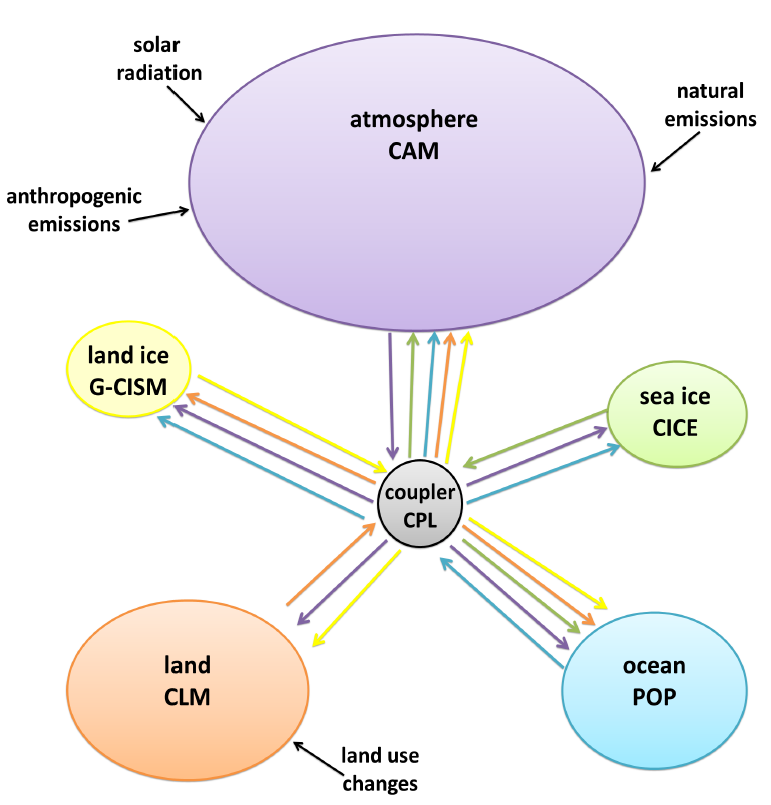 solar
radiation
natural
emissions
atmosphere
CAM
anthropogenic
emissions
land ice
G-CISM
sea ice
CICE
coupler
CPL
land
CLM
ocean
POP
land use
changes